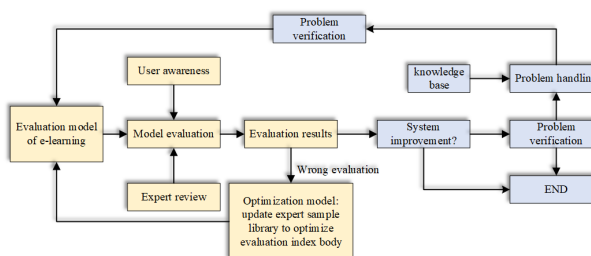 Problem
verification
User awareness
knowledge
base
Problem handling
Evaluation model
of e-learning
Model evaluation
Evaluation results
System
improvement?
Problem
verification
Wrong evaluation
Expert review
Optimization model:
update expert sample
library to optimize
evaluation index body
END